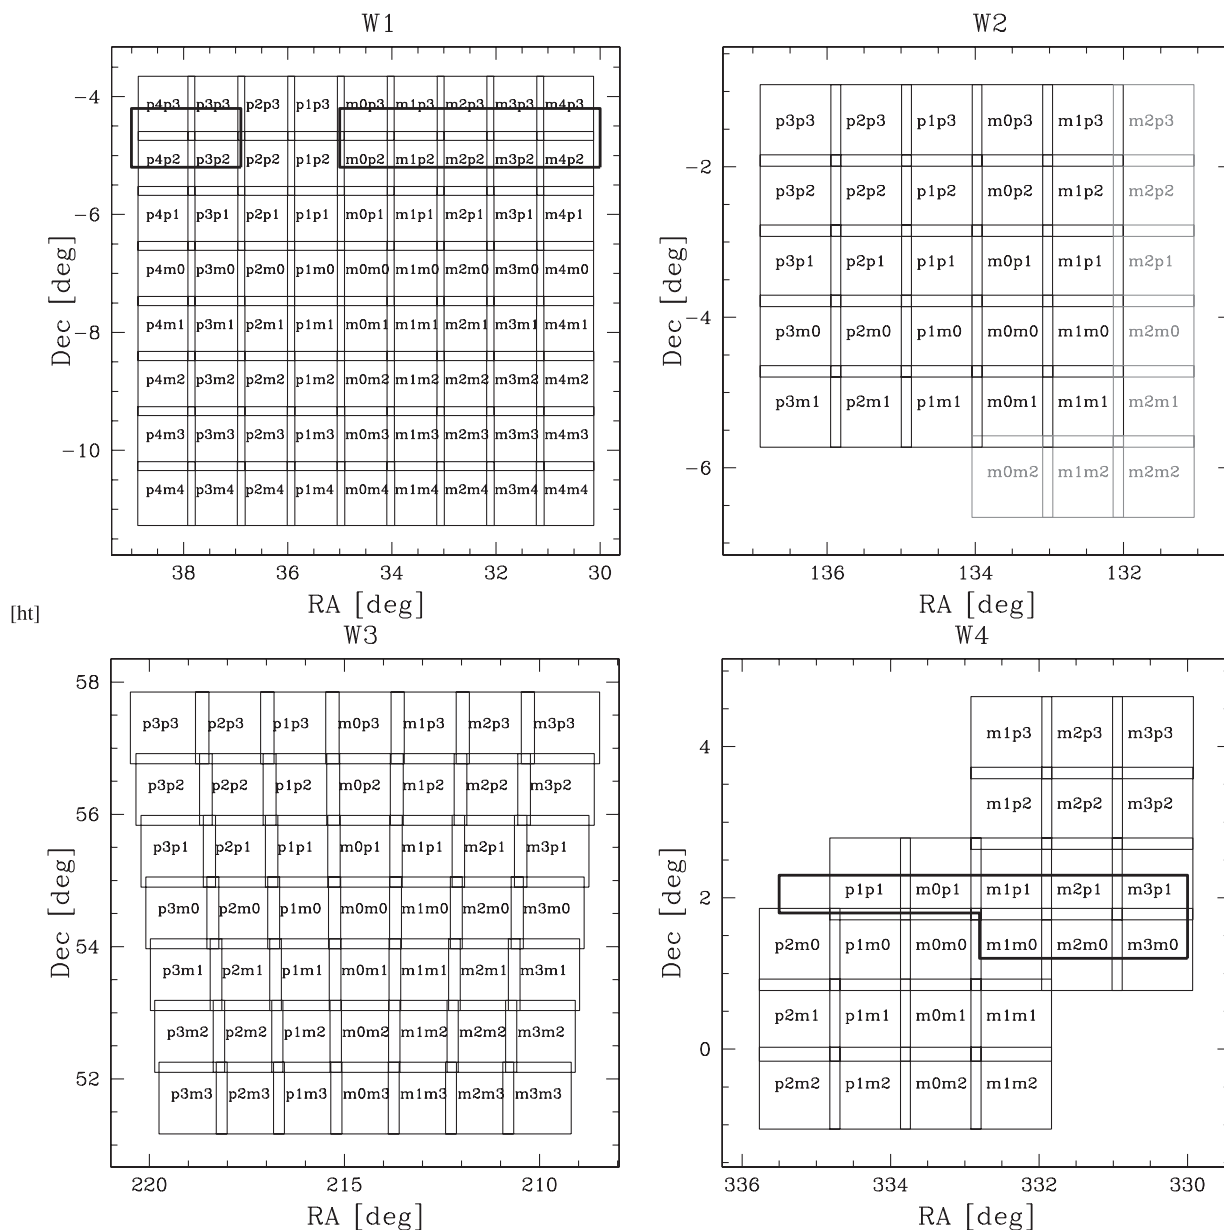 W1
−4
−6
−8
−10
Dec [deg]
p4p3 p3p3 p2p3 p1p3 m0p3 m1p3 m2p3 m3p3 m4p3
p4p2 p3p2 p2p2 p1p2 m0p2 m1p2 m2p2 m3p2 m4p2
p4p1 p3p1 p2p1 p1p1 m0p1 m1p1 m2p1 m3p1 m4p1
p4m0 p3m0 p2m0 p1m0 m0m0 m1m0 m2m0 m3m0 m4m0
p4m1 p3m1 p2m1 p1m1 m0m1 m1m1 m2m1 m3m1 m4m1
p4m2 p3m2 p2m2 p1m2 m0m2 m1m2 m2m2 m3m2 m4m2
p4m3 p3m3 p2m3 p1m3 m0m3 m1m3 m2m3 m3m3 m4m3
p4m4 p3m4 p2m4 p1m4 m0m4 m1m4 m2m4 m3m4 m4m4
38 36 34 32 30
RA [deg]
W2
−2
−4
−6
Dec [deg]
p3p3 p2p3 p1p3 m0p3 m1p3 m2p3
p3p2 p2p2 p1p2 m0p2 m1p2 m2p2
p3p1 p2p1 p1p1 m0p1 m1p1 m2p1
p3m0 p2m0 p1m0 m0m0 m1m0 m2m0
p3m1 p2m1 p1m1 m0m1 m1m1 m2m1
m0m2 m1m2 m2m2
136 134 132
RA [deg]
[ht]
W3
58
56
54
52
Dec [deg]
p3p3 p2p3 p1p3 m0p3 m1p3 m2p3 m3p3
p3p2 p2p2 p1p2 m0p2 m1p2 m2p2 m3p2
p3p1 p2p1 p1p1 m0p1 m1p1 m2p1 m3p1
p3m0 p2m0 p1m0 m0m0 m1m0 m2m0 m3m0
p3m1 p2m1 p1m1 m0m1 m1m1 m2m1 m3m1
p3m2 p2m2 p1m2 m0m2 m1m2 m2m2 m3m2
p3m3 p2m3 p1m3 m0m3 m1m3 m2m3 m3m3
220 215 210
RA [deg]
W4
4
2
0
Dec [deg]
m1p3 m2p3 m3p3
m1p2 m2p2 m3p2
p1p1 m0p1 m1p1 m2p1 m3p1
p2m0 p1m0 m0m0 m1m0 m2m0 m3m0
p2m1 p1m1 m0m1 m1m1
p2m2 p1m2 m0m2 m1m2
336 334 332 330
RA [deg]